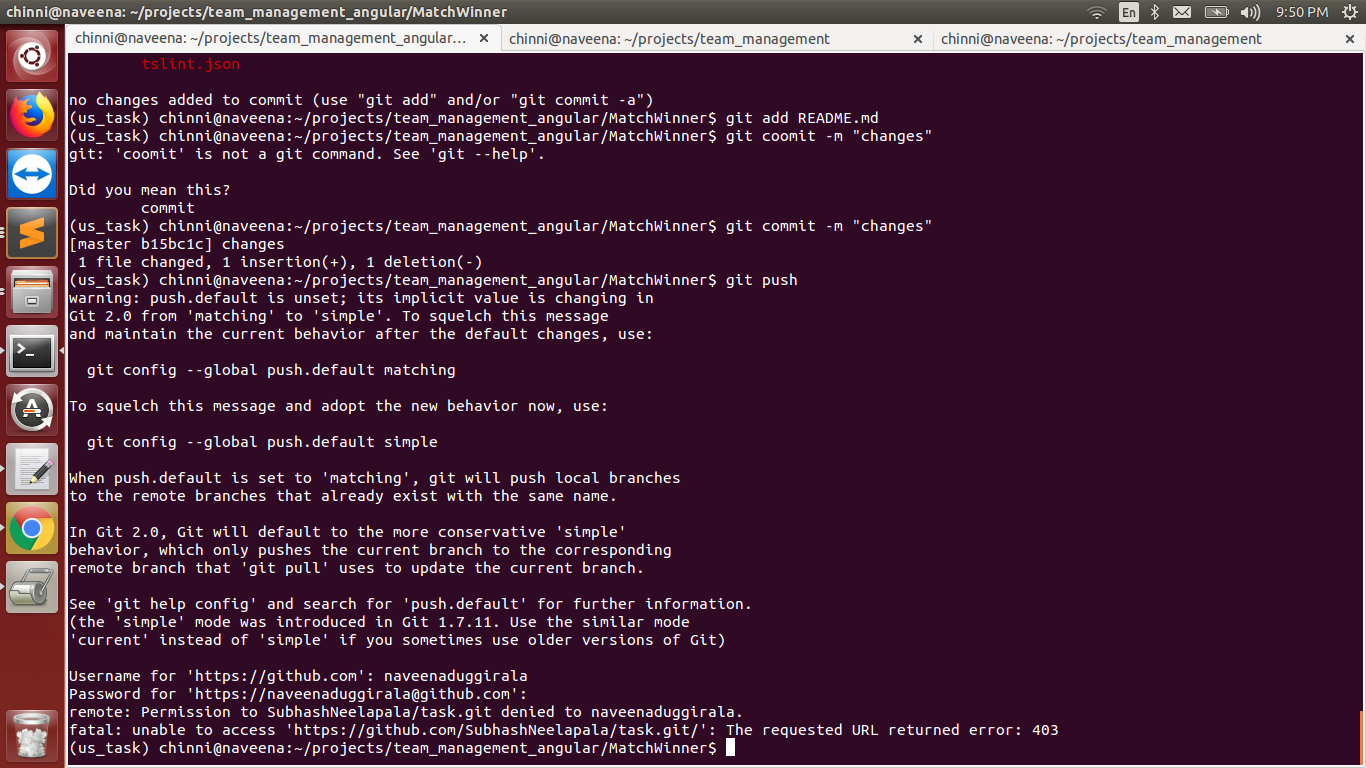 chinni@naveena: ~/projects/team_management_angular/MatchWinner
En
9:50 PM
chinni@naveena: ~/projects/team_management_angular... ×
chinni@naveena: ~/projects/team_management ×
chinni@naveena: ~/projects/team_management ×
tslint.json
no changes added to commit (use "git add" and/or "git commit -a")
(us_task) chinni@naveena:~/projects/team_management_angular/MatchWinner$ git add README.md
(us_task) chinni@naveena:~/projects/team_management_angular/MatchWinner$ git coomit -m "changes"
git: 'coomit' is not a git command. See 'git --help'.
Did you mean this?
commit
(us_task) chinni@naveena:~/projects/team_management_angular/MatchWinner$ git commit -m "changes"
[master b15bc1c] changes
1 file changed, 1 insertion(+), 1 deletion(-)
(us_task) chinni@naveena:~/projects/team_management_angular/MatchWinner$ git push
warning: push.default is unset; its implicit value is changing in
Git 2.0 from 'matching' to 'simple'. To squelch this message
and maintain the current behavior after the default changes, use:
git config --global push.default matching
To squelch this message and adopt the new behavior now, use:
git config --global push.default simple
When push.default is set to 'matching', git will push local branches
to the remote branches that already exist with the same name.
In Git 2.0, Git will default to the more conservative 'simple'
behavior, which only pushes the current branch to the corresponding
remote branch that 'git pull' uses to update the current branch.
See 'git help config' and search for 'push.default' for further information.
(the 'simple' mode was introduced in Git 1.7.11. Use the similar mode
'current' instead of 'simple' if you sometimes use older versions of Git)
Username for 'https://github.com': naveenaduggirala
Password for 'https://naveenaduggirala@github.com':
remote: Permission to SubhashNeelapala/task.git denied to naveenaduggirala.
fatal: unable to access 'https://github.com/SubhashNeelapala/task.git/': The requested URL returned error: 403
(us_task) chinni@naveena:~/projects/team_management_angular/MatchWinner$